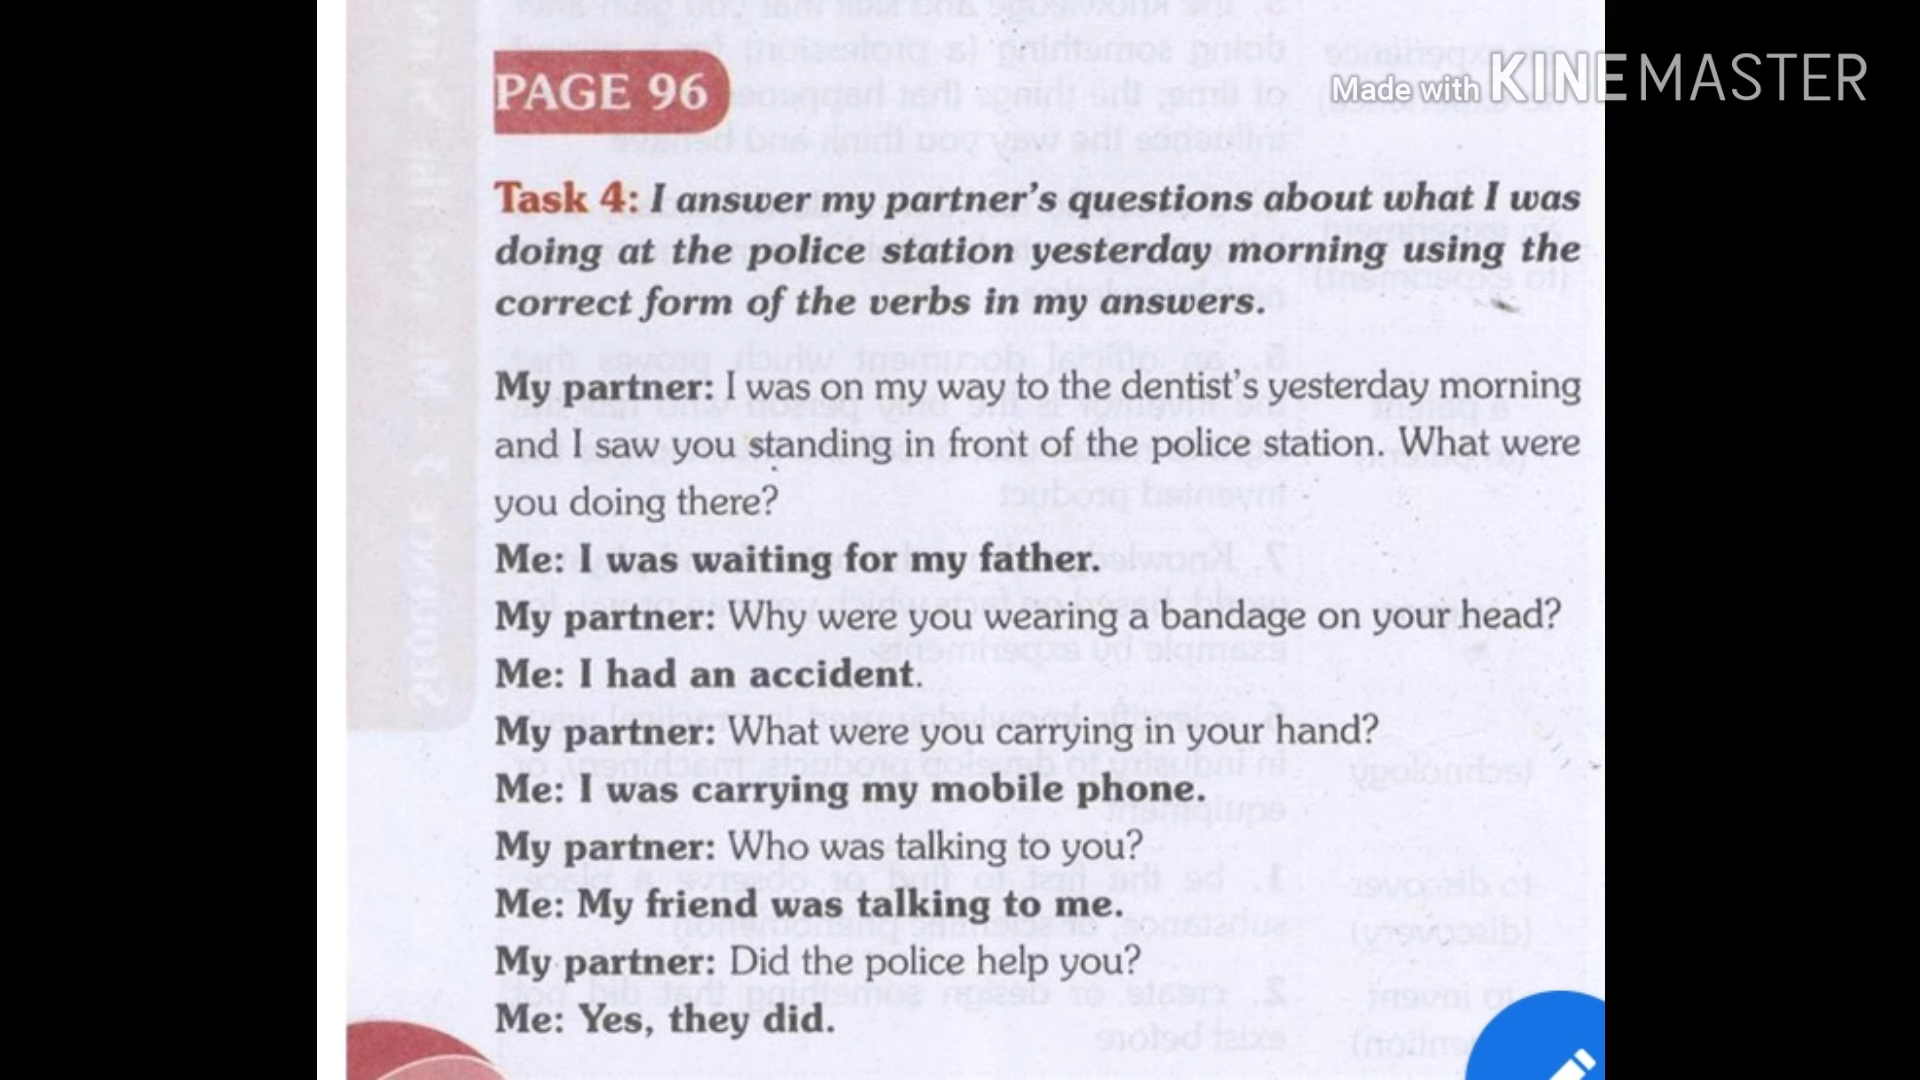 PAGE 96
Made with KINEMASTER
Task 4: I answer my partner's questions about what I was
doing at the police station yesterday morning using the
correct form of the verbs in my answers.
My partner: I was on my way to the dentist's yesterday morning
and I saw you standing in front of the police station. What were
you doing there?
Me: I was waiting for my father.
My partner: Why were you wearing a bandage on your head?
Me: I had an accident.
My partner: What were you carrying in your hand?
Me: I was carrying my mobile phone.
My partner: Who was talking to you?
Me: My friend was talking to me.
My partner: Did the police help you?
Me: Yes, they did.